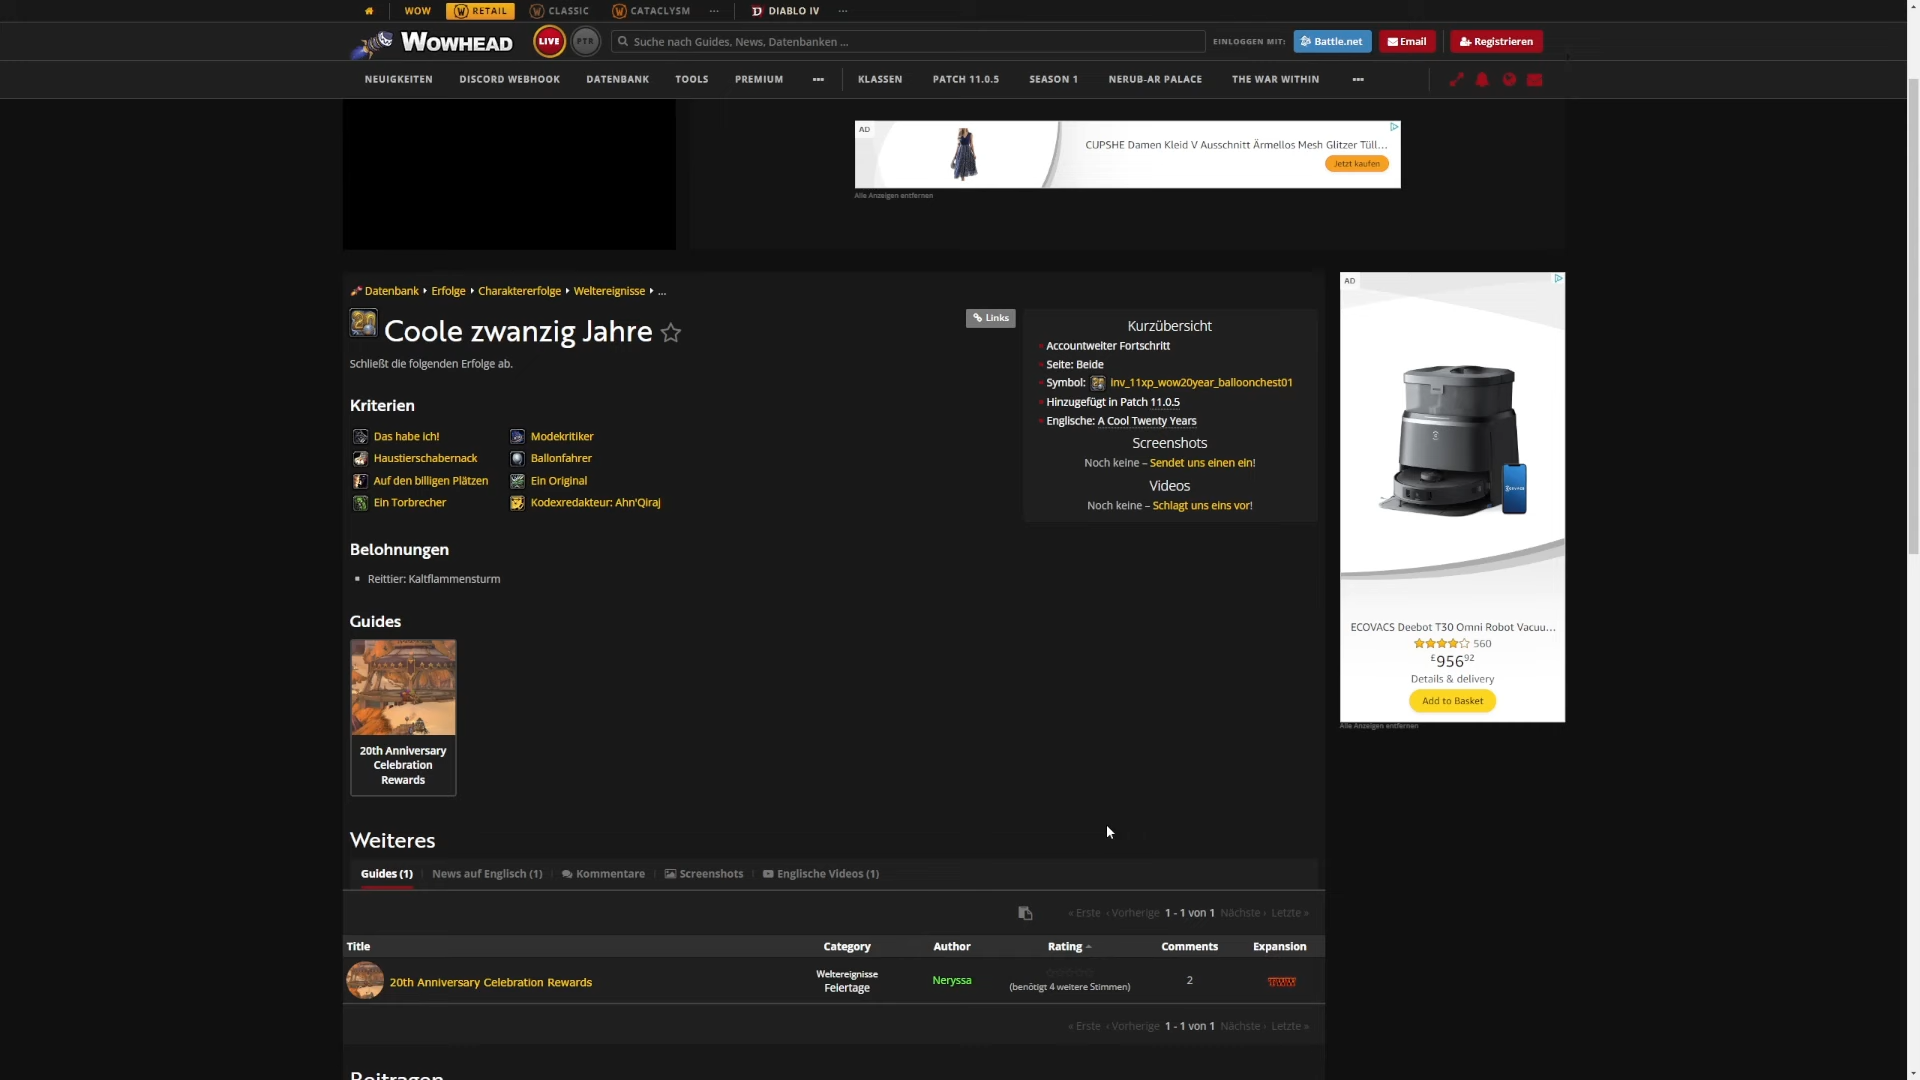 WOW
RETAIL
CLASSIC
CATACLYSM
DIABLO IV
WOWHEAD
LIVE
PTR
Suche nach Guides, News, Datenbanken ...
EINLOGGEN MIT:
Battle.net
Email
Registrieren
NEUIGKEITEN
DISCORD WEBHOOK
DATENBANK
TOOLS
PREMIUM
KLASSEN
PATCH 11.0.5
SEASON 1
NERUB-AR PALACE
THE WAR WITHIN
AD
CUPSHE Damen Kleid V Ausschnitt Ärmellos Mesh Glitzer Tüll...
Jetzt kaufen
Alle Anzeigen entfernen
Datenbank
Erfolge
Charaktererfolge
Weltereignisse
...
Coole zwanzig Jahre
Schließt die folgenden Erfolge ab.
Links
Kurzübersicht
Accountweiter Fortschritt
Seite: Beide
Symbol: inv_11xp_wow20year_balloonchest01
Hinzugefügt in Patch 11.0.5
Englische: A Cool Twenty Years
Screenshots
Noch keine – Sendet uns einen ein!
Videos
Noch keine – Schlagt uns eins vor!
Kriterien
Das habe ich!
Modekritiker
Haustierschabernack
Ballonfahrer
Auf den billigen Plätzen
Ein Original
Ein Torbrecher
Kodexredakteur: Ahn'Qiraj
Belohnungen
Reittier: Kaltflammensturm
Guides
20th Anniversary
Celebration
Rewards
AD
ECOVACS Deebot T30 Omni Robot Vacuu...
560
£95692
Details & delivery
Add to Basket
Alle Anzeigen entfernen
Weiteres
Guides (1)
News auf Englisch (1)
Kommentare
Screenshots
Englische Videos (1)
« Erste ‹ Vorherige 1 - 1 von 1 Nächste › Letzte »
Title
Category
Author
Rating
Comments
Expansion
20th Anniversary Celebration Rewards
Weltereignisse
Feiertage
Neryssa
(benötigt 4 weitere Stimmen)
2
TWW
« Erste ‹ Vorherige 1 - 1 von 1 Nächste › Letzte »
Beitragen